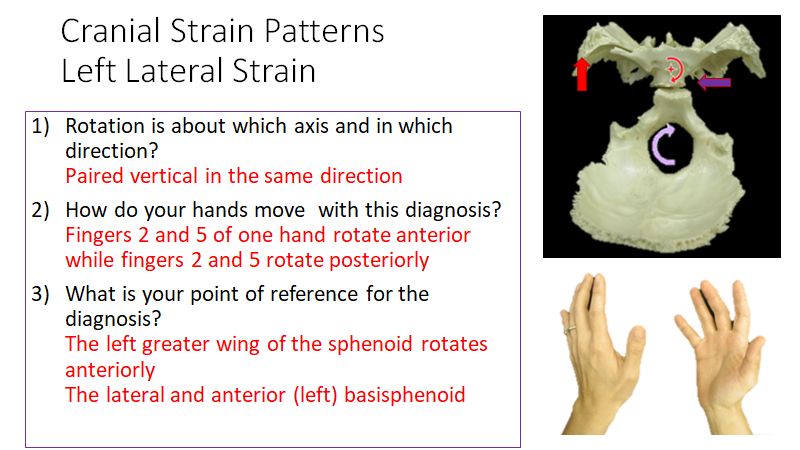 Cranial Strain Patterns
Left Lateral Strain
1) Rotation is about which axis and in which
direction?
Paired vertical in the same direction
2) How do your hands move with this diagnosis?
Fingers 2 and 5 of one hand rotate anterior
while fingers 2 and 5 rotate posteriorly
3) What is your point of reference for the
diagnosis?
The left greater wing of the sphenoid rotates
anteriorly
The lateral and anterior (left) basisphenoid